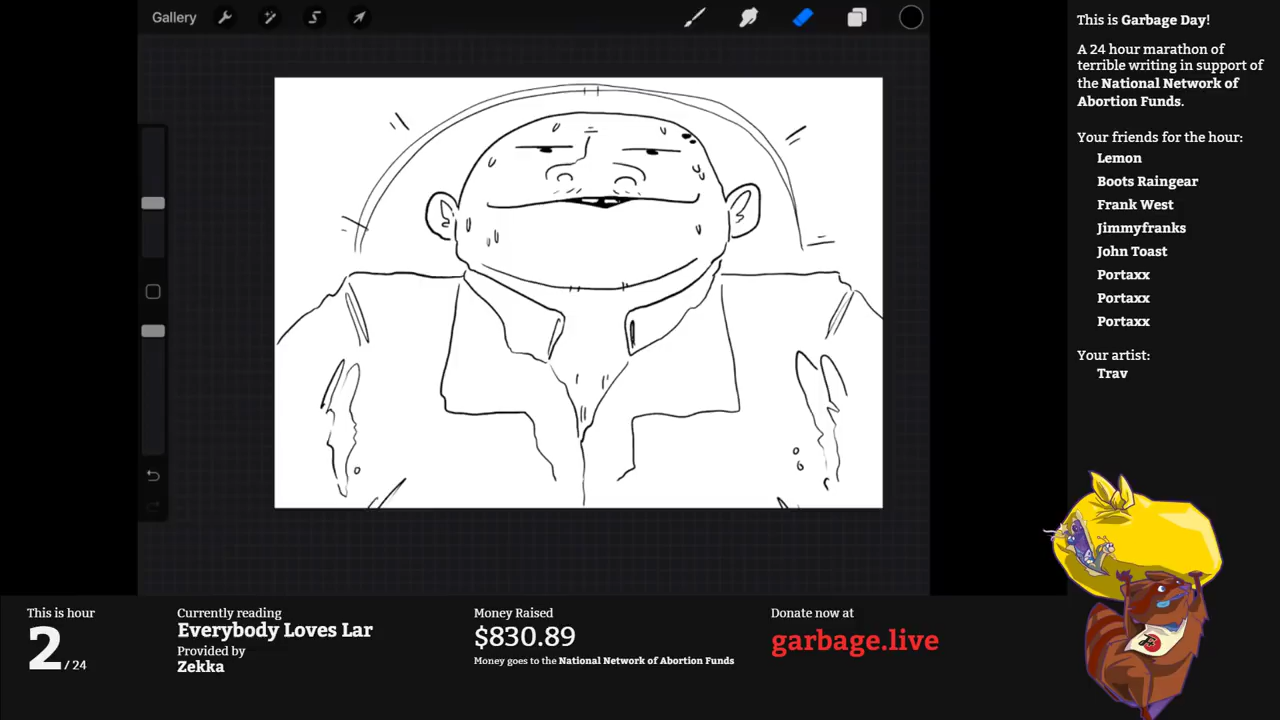 Gallery
This is Garbage Day!
A 24 hour marathon of
terrible writing in support of
the National Network of
Abortion Funds.
Your friends for the hour:
Lemon
Boots Raingear
Frank West
Jimmyfranks
John Toast
Portaxx
Portaxx
Portaxx
Your artist:
Trav
This is hour
2 / 24
Currently reading
Everybody Loves Lar
Provided by
Zekka
Money Raised
$830.89
Money goes to the National Network of Abortion Funds
Donate now at
garbage.live